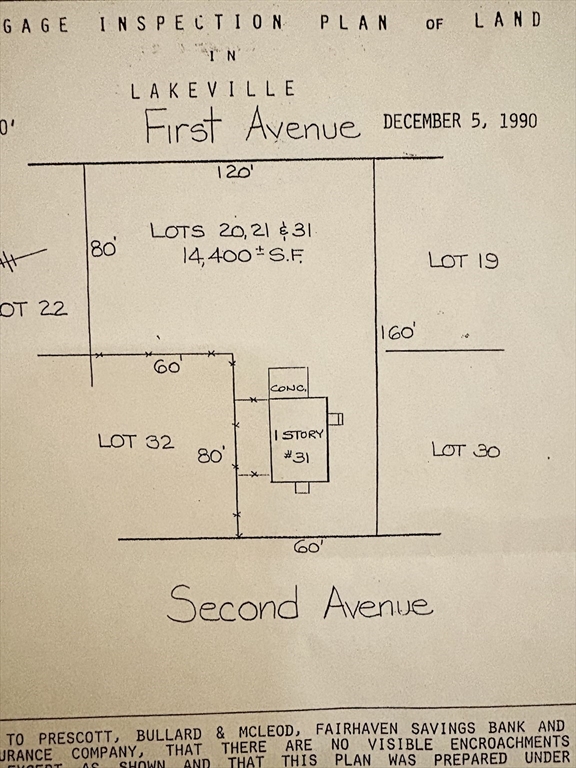 GAGE INSPECTION PLAN OF LAND
IN
LAKEVILLE
0'
First Avenue DECEMBER 5, 1990
120'
80'
LOTS 20, 21 & 31
14,400 ± S.F.
LOT 19
OT 22
160'
60'
CONC.
1 STORY
#31
LOT 32
80'
LOT 30
60'
Second Avenue
TO PRESCOTT, BULLARD & MCLEOD, FAIRHAVEN SAVINGS BANK AND
URANCE COMPANY, THAT THERE ARE NO VISIBLE ENCROACHMENTS
EXCEPT AS SHOWN AND THAT THIS PLAN WAS PREPARED UNDER